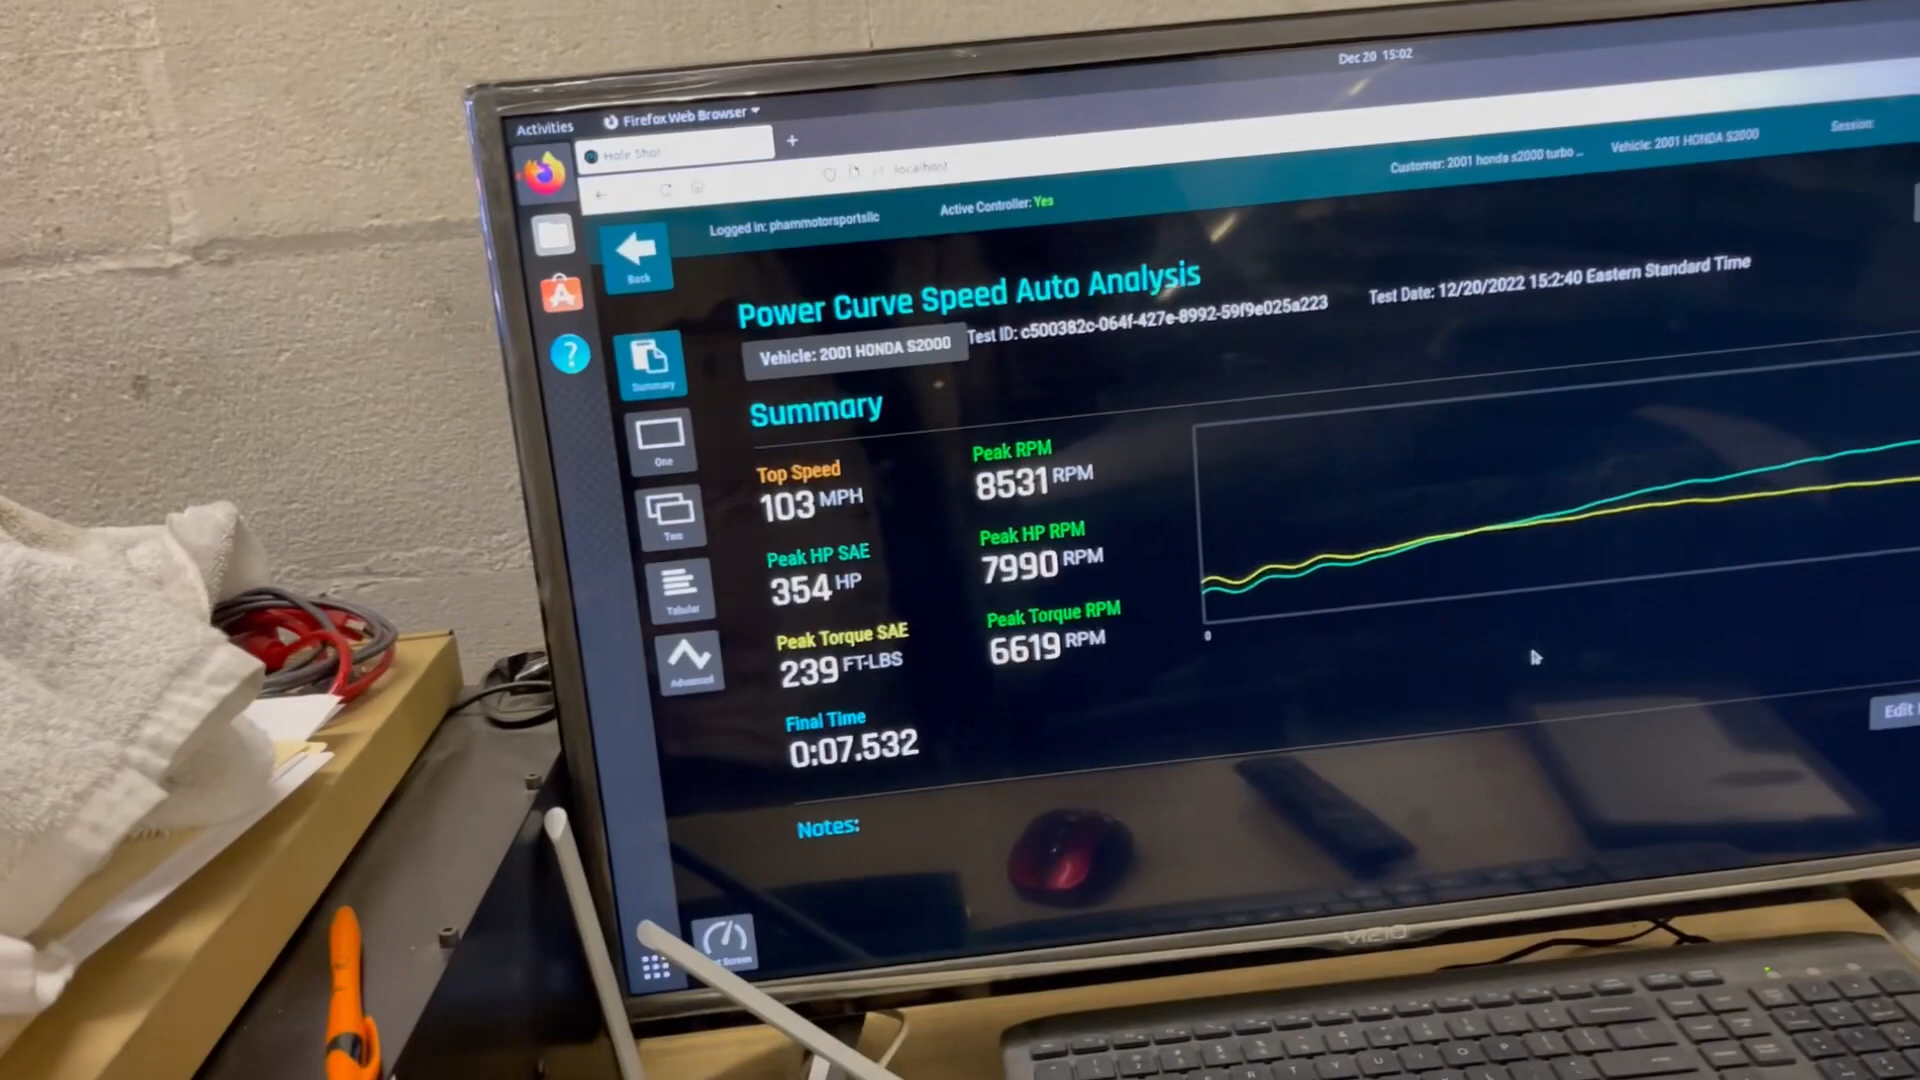 Dec 20 15:02
Activities
Firefox Web Browser
Hole Shot
localhost
Logged in: phammotorsportsllc
Active Controller: Yes
Customer: 2001 honda s2000 turbo ...
Vehicle: 2001 HONDA S2000
Session:
Back
Power Curve Speed Auto Analysis
Vehicle: 2001 HONDA S2000
Test ID: c500382c-064f-427e-8992-59f9e025a223
Test Date: 12/20/2022 15:2:40 Eastern Standard Time
Summary
One
Two
Tabular
Advanced
Summary
Top Speed
103 MPH
Peak RPM
8531 RPM
Peak HP SAE
354 HP
Peak HP RPM
7990 RPM
Peak Torque SAE
239 FT-LBS
Peak Torque RPM
6619 RPM
Final Time
0:07.532
0
Edit
Notes:
Screen
VIZIO